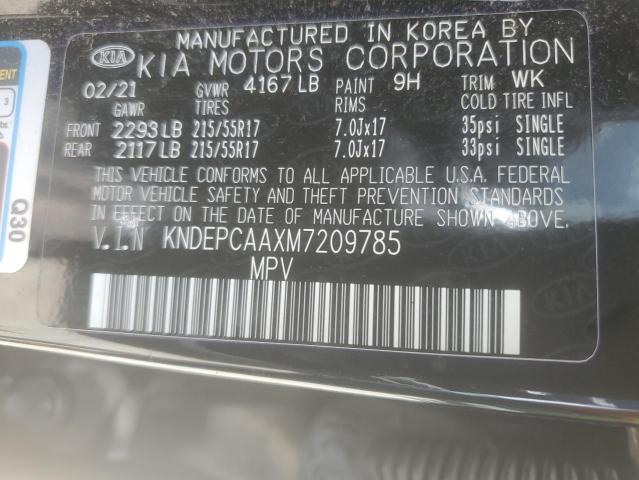 MANUFACTURED IN KOREA BY
KIA KIA MOTORS CORPORATION
02/21 GVWR 4167 LB PAINT 9H TRIM WK
GAWR TIRES RIMS COLD TIRE INFL
FRONT 2293 LB 215/55R17 7.0Jx17 35psi SINGLE
REAR 2117 LB 215/55R17 7.0Jx17 33psi SINGLE
THIS VEHICLE CONFORMS TO ALL APPLICABLE U.S.A. FEDERAL
MOTOR VEHICLE SAFETY AND THEFT PREVENTION STANDARDS
IN EFFECT ON THE DATE OF MANUFACTURE SHOWN ABOVE.
V.I.N KNDEPCAAXM7209785
MPV
3
Q30